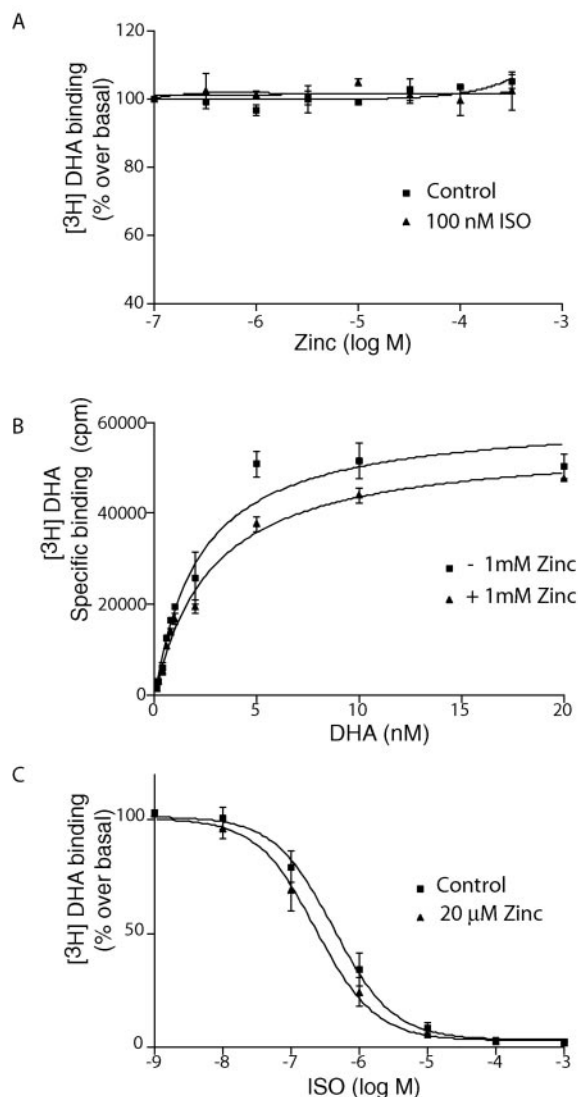 A
[3H] DHA binding
(% over basal)
120
100
80
60
40
■ Control
▲ 100 nM ISO
-7
-6
-5
-4
-3
Zinc (log M)
B
[3H] DHA
Specific binding (cpm)
60000
40000
20000
0
■ - 1mM Zinc
▲ + 1mM Zinc
0
5
10
15
20
DHA (nM)
C
[3H] DHA binding
(% over basal)
100
50
0
■ Control
▲ 20 μM Zinc
-9
-8
-7
-6
-5
-4
-3
ISO (log M)